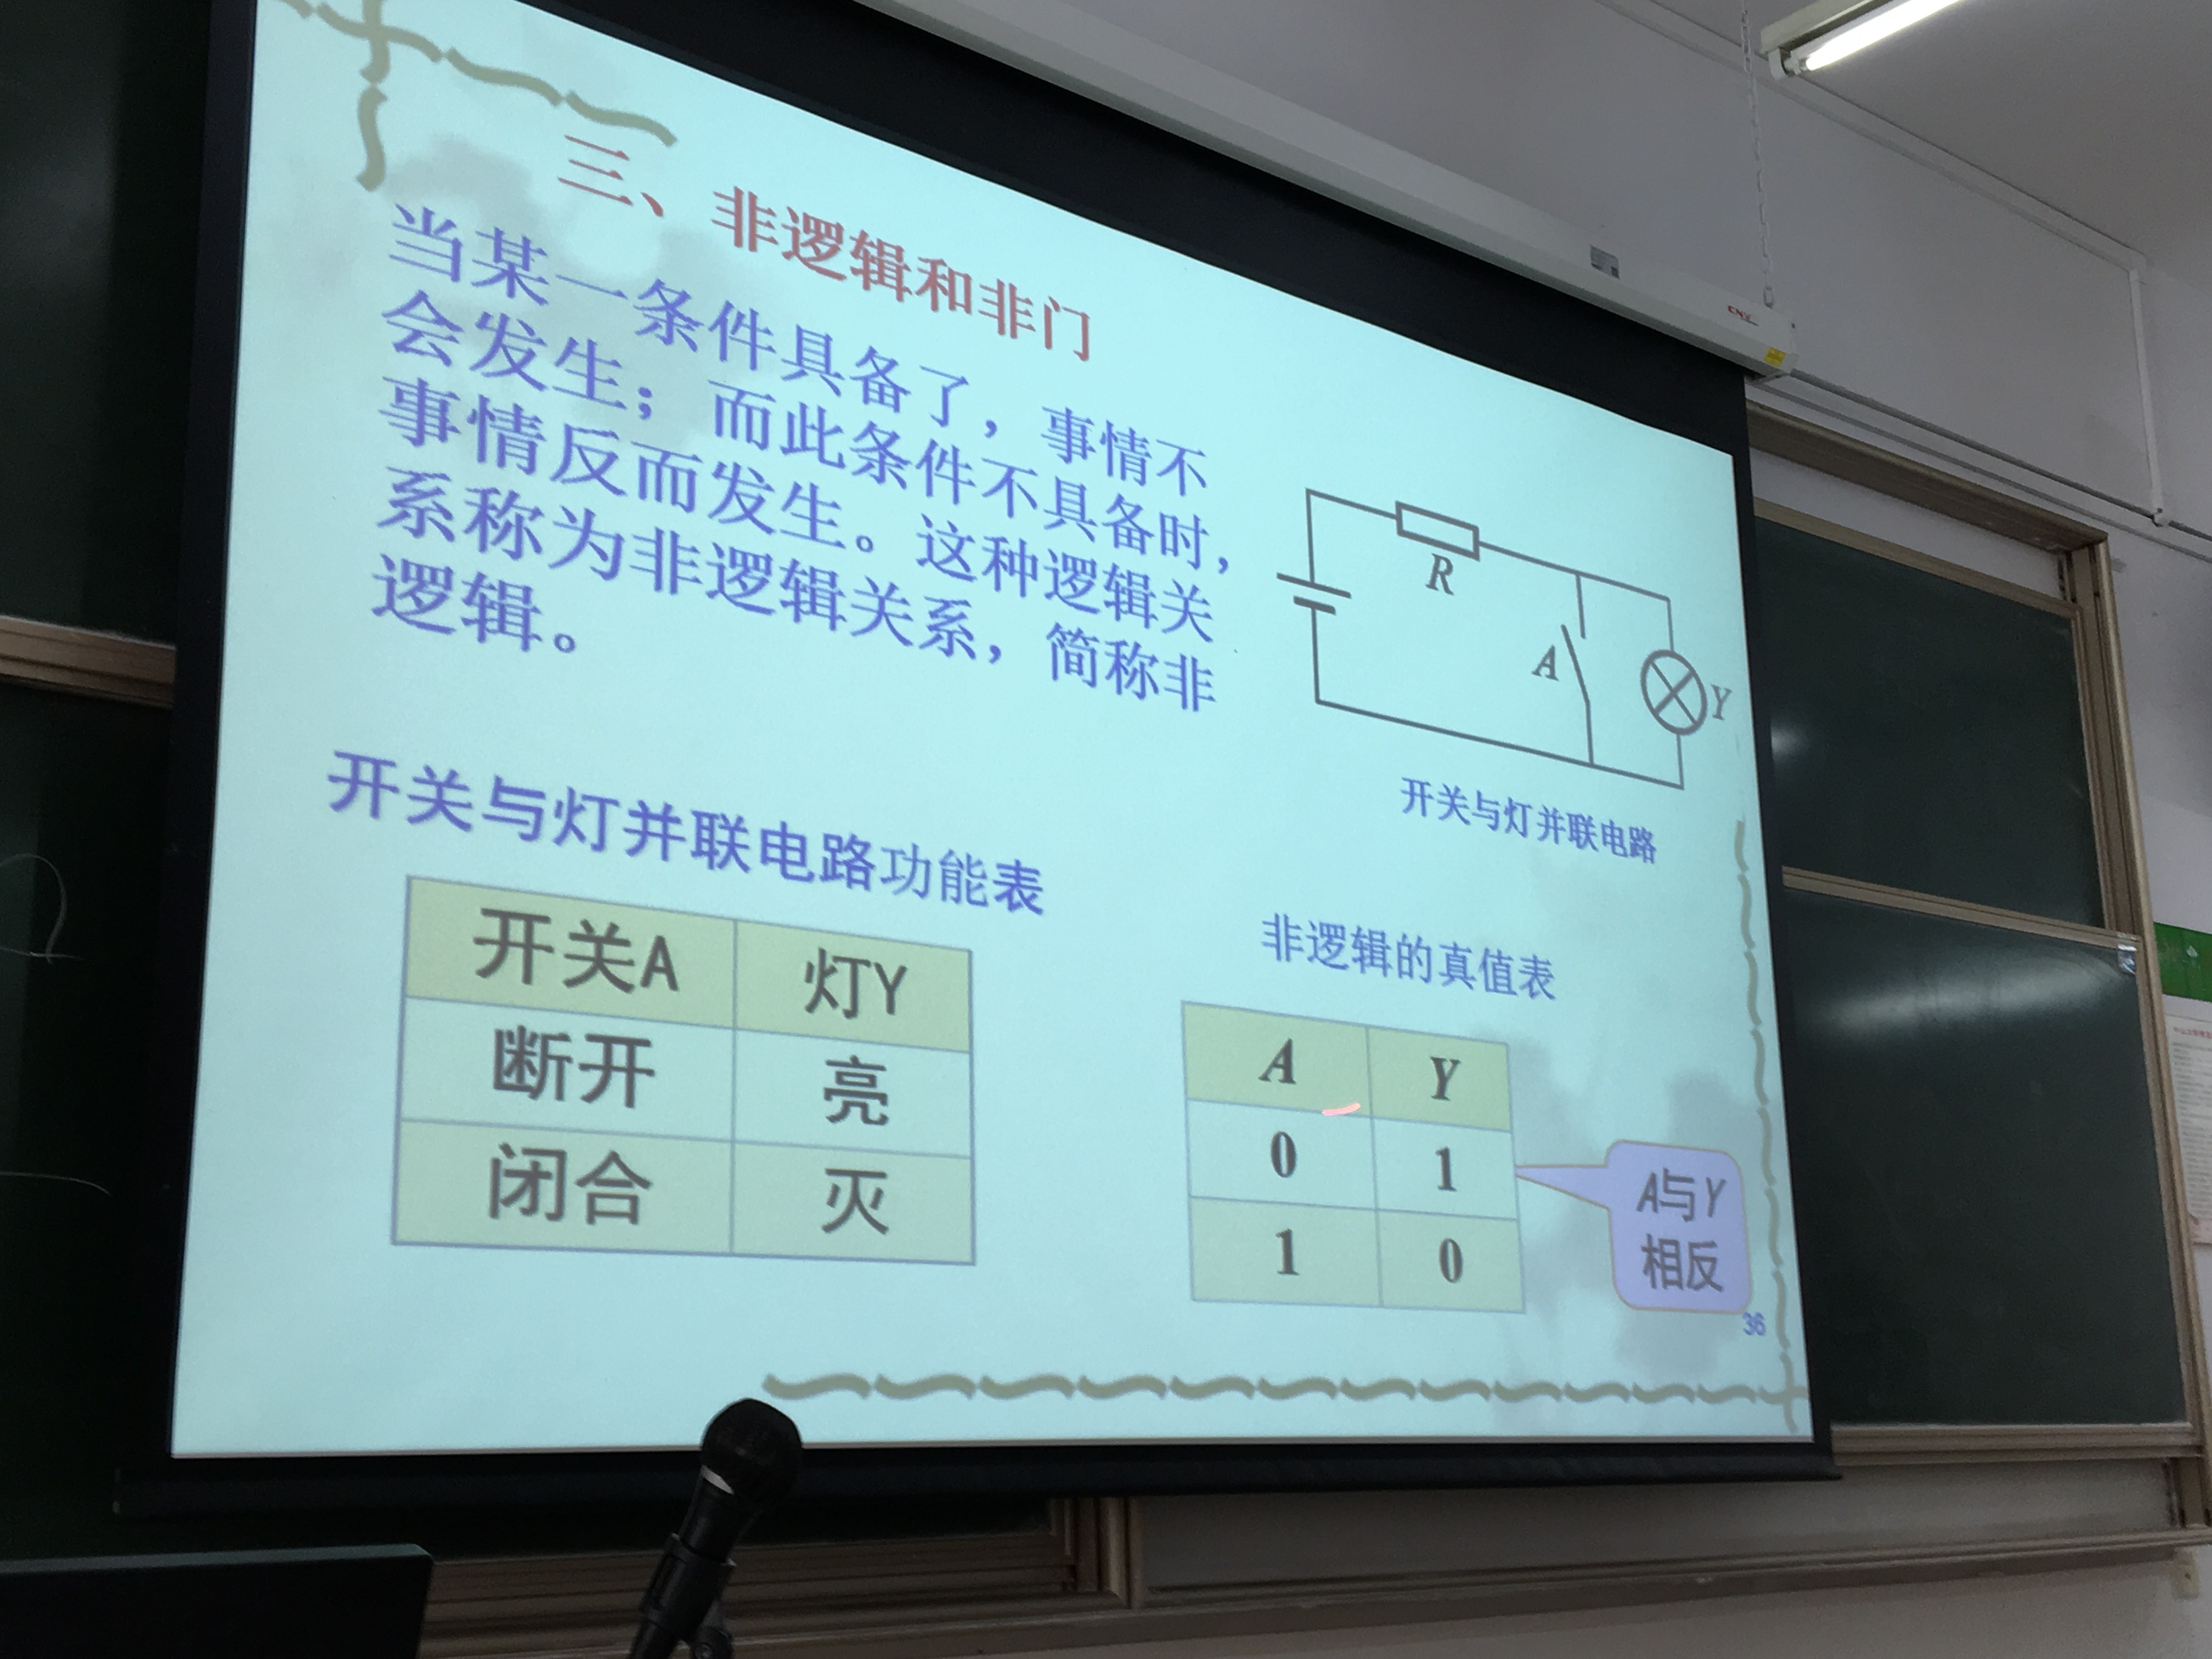 三、非逻辑和非门
当某一条件具备了，事情不
会发生；而此条件不具备时，
事情反而发生。这种逻辑关
系称为非逻辑关系，简称非
逻辑。
R
A
Y
开关与灯并联电路
开关与灯并联电路功能表
开关A 灯Y
断开 亮
闭合 灭
非逻辑的真值表
A Y
0 1
1 0
A与Y
相反
36